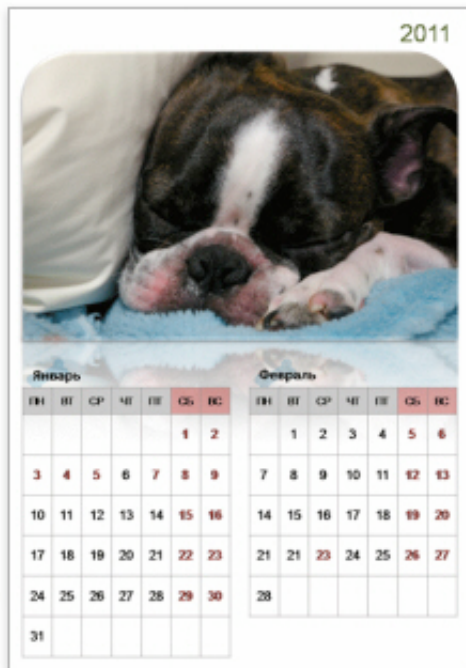 2011
Январь
ПН ВТ СР ЧТ ПТ СБ ВС
1 2
3 4 5 6 7 8 9
10 11 12 13 14 15 16
17 18 19 20 21 22 23
24 25 26 27 28 29 30
31
Февраль
ПН ВТ СР ЧТ ПТ СБ ВС
1 2 3 4 5 6
7 8 9 10 11 12 13
14 15 16 17 18 19 20
21 21 23 24 25 26 27
28